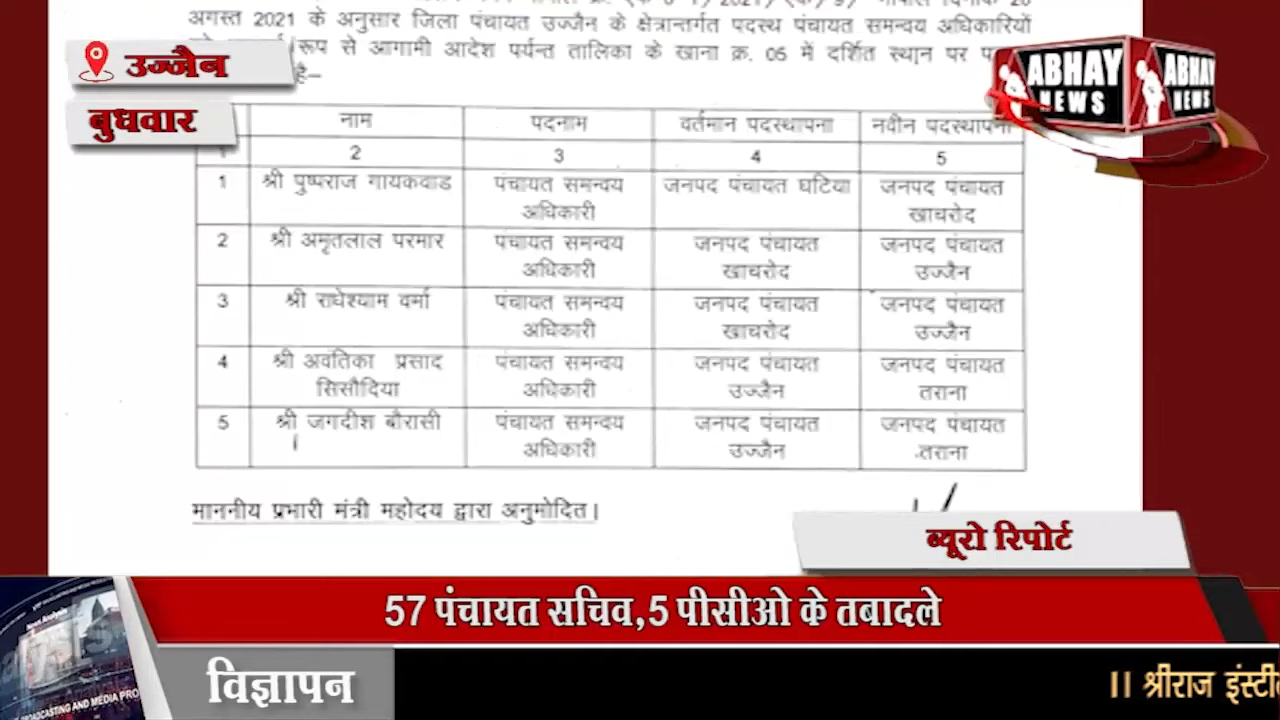 अगस्त 2021 के अनुसार जिला पंचायत उज्जैन के क्षेत्रान्तर्गत पदस्थ पंचायत समन्वय अधिकारियों
रूप से आगामी आदेश पर्यन्त तालिका के खाना क्र. 05 में दर्शित स्थान पर
है–
उज्जैन
बुधवार
ABHAY NEWS
ABHAY NEWS
नाम पदनाम वर्तमान पदस्थापना नवीन पदस्थापना
1 2 3 4 5
1 श्री पुष्पराज गायकवाड पंचायत समन्वय अधिकारी जनपद पंचायत घटिया जनपद पंचायत खाचरोद
2 श्री अमृतलाल परमार पंचायत समन्वय अधिकारी जनपद पंचायत खाचरोद जनपद पंचायत उज्जैन
3 श्री राधेश्याम वर्मा पंचायत समन्वय अधिकारी जनपद पंचायत खाचरोद जनपद पंचायत उज्जैन
4 श्री अवंतिका प्रसाद सिसौदिया पंचायत समन्वय अधिकारी जनपद पंचायत उज्जैन जनपद पंचायत तराना
5 श्री जगदीश बौरासी पंचायत समन्वय अधिकारी जनपद पंचायत उज्जैन जनपद पंचायत तराना
माननीय प्रभारी मंत्री महोदय द्वारा अनुमोदित।
ब्यूरो रिपोर्ट
57 पंचायत सचिव,5 पीसीओ के तबादले
विज्ञापन
॥ श्रीराज
BROADCASTING AND MEDIA PRO